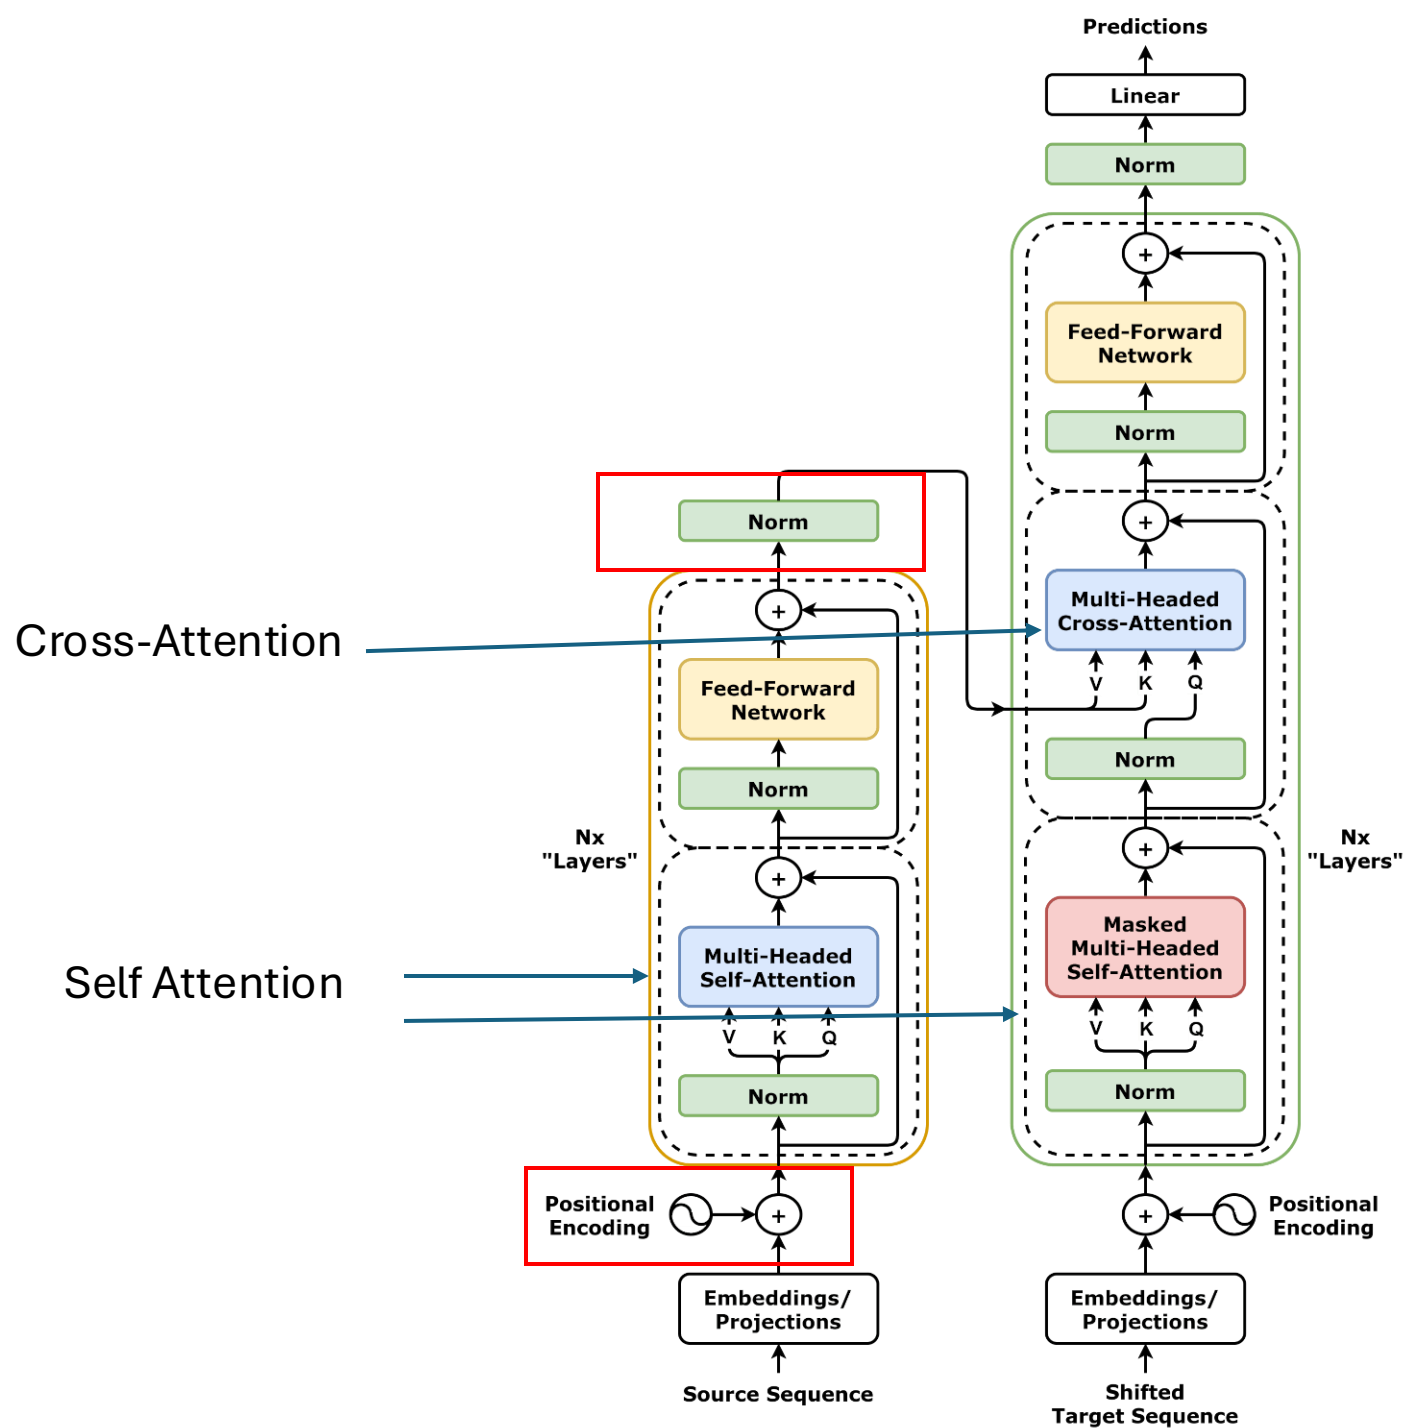 Predictions
Linear
Norm
+
Feed-Forward
Network
Norm
+
Multi-Headed
Cross-Attention
V K Q
Norm
+
Masked
Multi-Headed
Self-Attention
V K Q
Norm
Nx
"Layers"
+
Positional
Encoding
Embeddings/
Projections
Shifted
Target Sequence
Norm
+
Feed-Forward
Network
Norm
Nx
"Layers"
+
Multi-Headed
Self-Attention
V K Q
Norm
Positional
Encoding
+
Embeddings/
Projections
Source Sequence
Cross-Attention
Self Attention